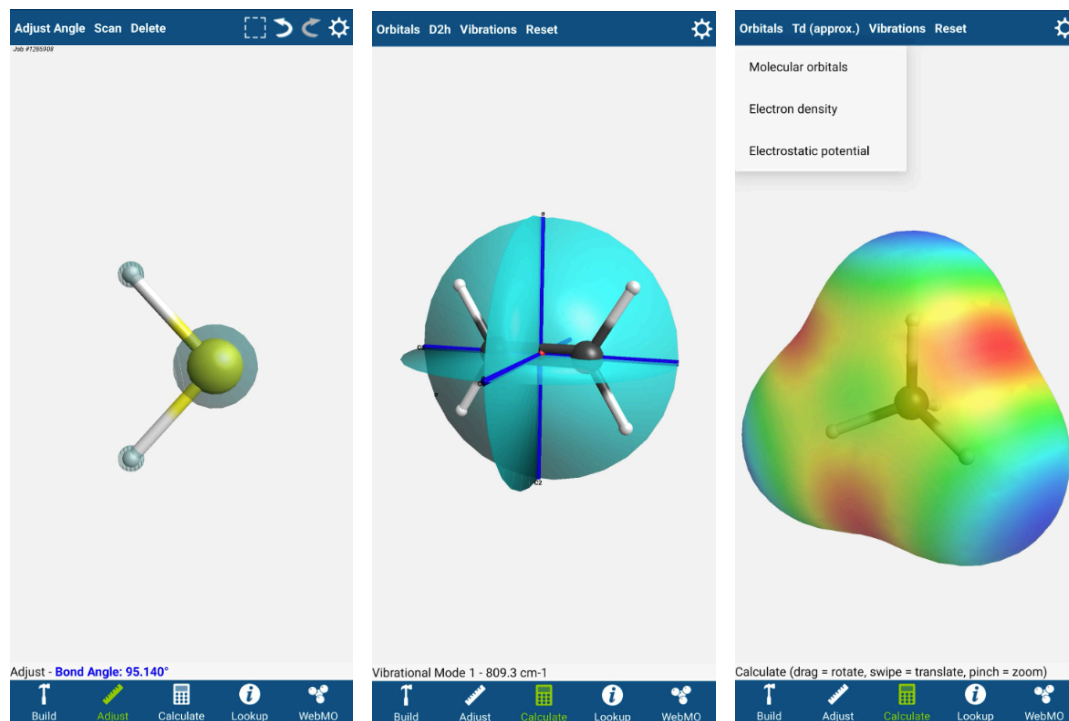 Adjust Angle Scan Delete
Job #1265908
Adjust - Bond Angle: 95.140°
Build Adjust Calculate Lookup WebMO
Orbitals D2h Vibrations Reset
C2
Vibrational Mode 1 - 809.3 cm-1
Build Adjust Calculate Lookup WebMO
Orbitals Td (approx.) Vibrations Reset
Molecular orbitals
Electron density
Electrostatic potential
Calculate (drag = rotate, swipe = translate, pinch = zoom)
Build Adjust Calculate Lookup WebMO